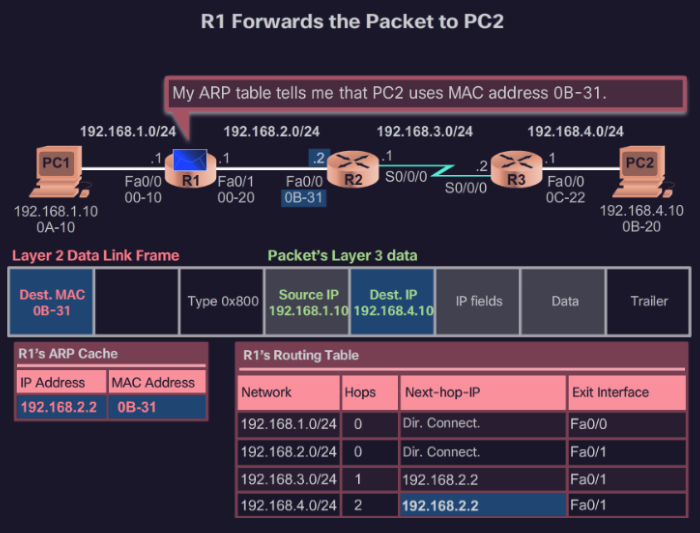 R1 Forwards the Packet to PC2
My ARP table tells me that PC2 uses MAC address 0B-31.
192.168.1.0/24 192.168.2.0/24 192.168.3.0/24 192.168.4.0/24
PC1 .1 R1 .1 .2 R2 .1 .2 R3 .1 PC2
Fa0/0 Fa0/1 Fa0/0 S0/0/0 S0/0/0 Fa0/0
00-10 00-20 0B-31 0C-22
192.168.1.10 192.168.4.10
0A-10 0B-20
Layer 2 Data Link Frame Packet's Layer 3 data
Dest. MAC
0B-31
Type 0x800
Source IP
192.168.1.10
Dest. IP
192.168.4.10
IP fields
Data
Trailer
R1's ARP Cache
IP Address MAC Address
192.168.2.2 0B-31
R1's Routing Table
Network Hops Next-hop-IP Exit Interface
192.168.1.0/24 0 Dir. Connect. Fa0/0
192.168.2.0/24 0 Dir. Connect. Fa0/1
192.168.3.0/24 1 192.168.2.2 Fa0/1
192.168.4.0/24 2 192.168.2.2 Fa0/1